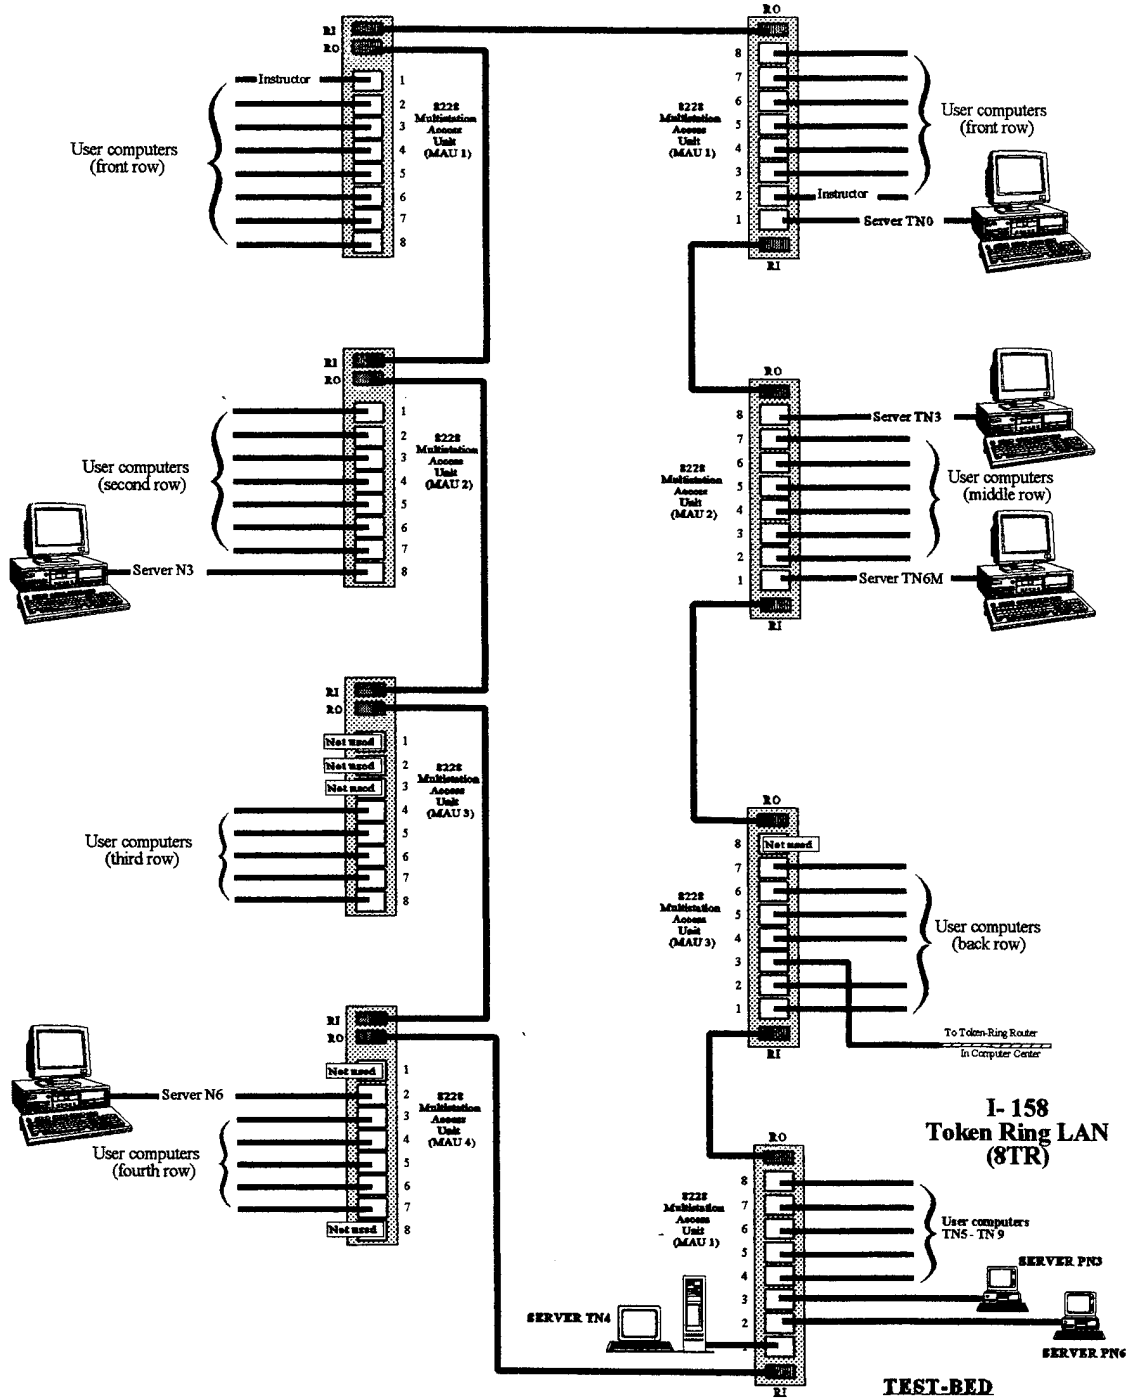 RI
RO
Instructor
1
2
3
4
5
6
7
8
User computers
(front row)
8228
Multistation
Access
Unit
(MAU 1)
RI
RO
1
2
3
4
5
6
7
8
User computers
(second row)
Server N3
8228
Multistation
Access
Unit
(MAU 2)
RI
RO
Not used
1
Not used
2
Not used
3
4
5
6
7
8
User computers
(third row)
8228
Multistation
Access
Unit
(MAU 3)
RI
RO
Not used
1
Server N6
2
3
4
5
6
7
Not used
8
User computers
(fourth row)
8228
Multistation
Access
Unit
(MAU 4)
RO
8
7
6
5
4
3
2
1
8228
Multistation
Access
Unit
(MAU 1)
User computers
(front row)
Instructor
Server TN0
RI
RO
8
7
6
5
4
3
2
1
8228
Multistation
Access
Unit
(MAU 2)
Server TN3
User computers
(middle row)
Server TN6M
RI
RO
8
Not used
7
6
5
4
3
2
1
8228
Multistation
Access
Unit
(MAU 3)
User computers
(back row)
To Token-Ring Router
In Computer Center
RI
I- 158
Token Ring LAN
(8TR)
RO
8
7
6
5
4
3
2
1
8228
Multistation
Access
Unit
(MAU 1)
User computers
TN5 - TN 9
SERVER PN3
SERVER PN6
SERVER TN4
RI
TEST-BED